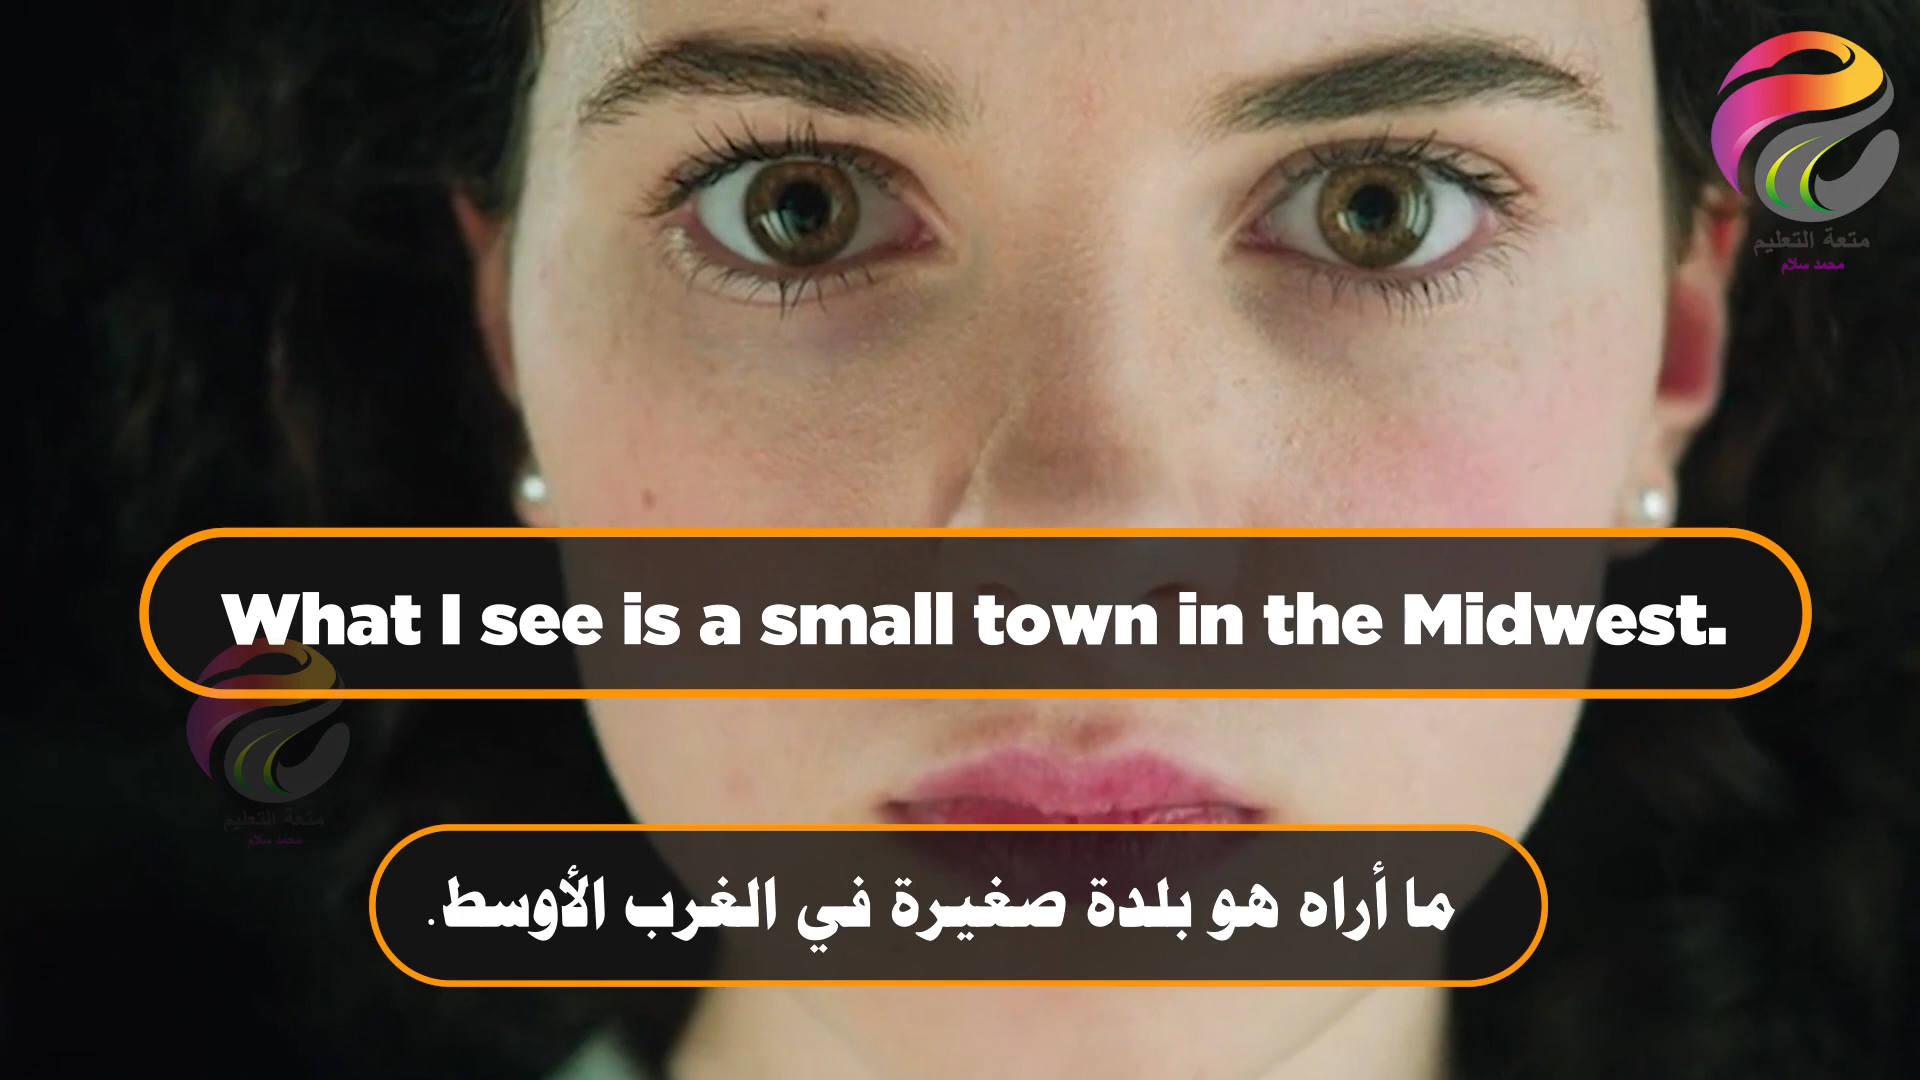 متعة التعليم
محمد سلام
What I see is a small town in the Midwest.
متعة التعليم
محمد سلام
ما أراه هو بلدة صغيرة في الغرب الأوسط.